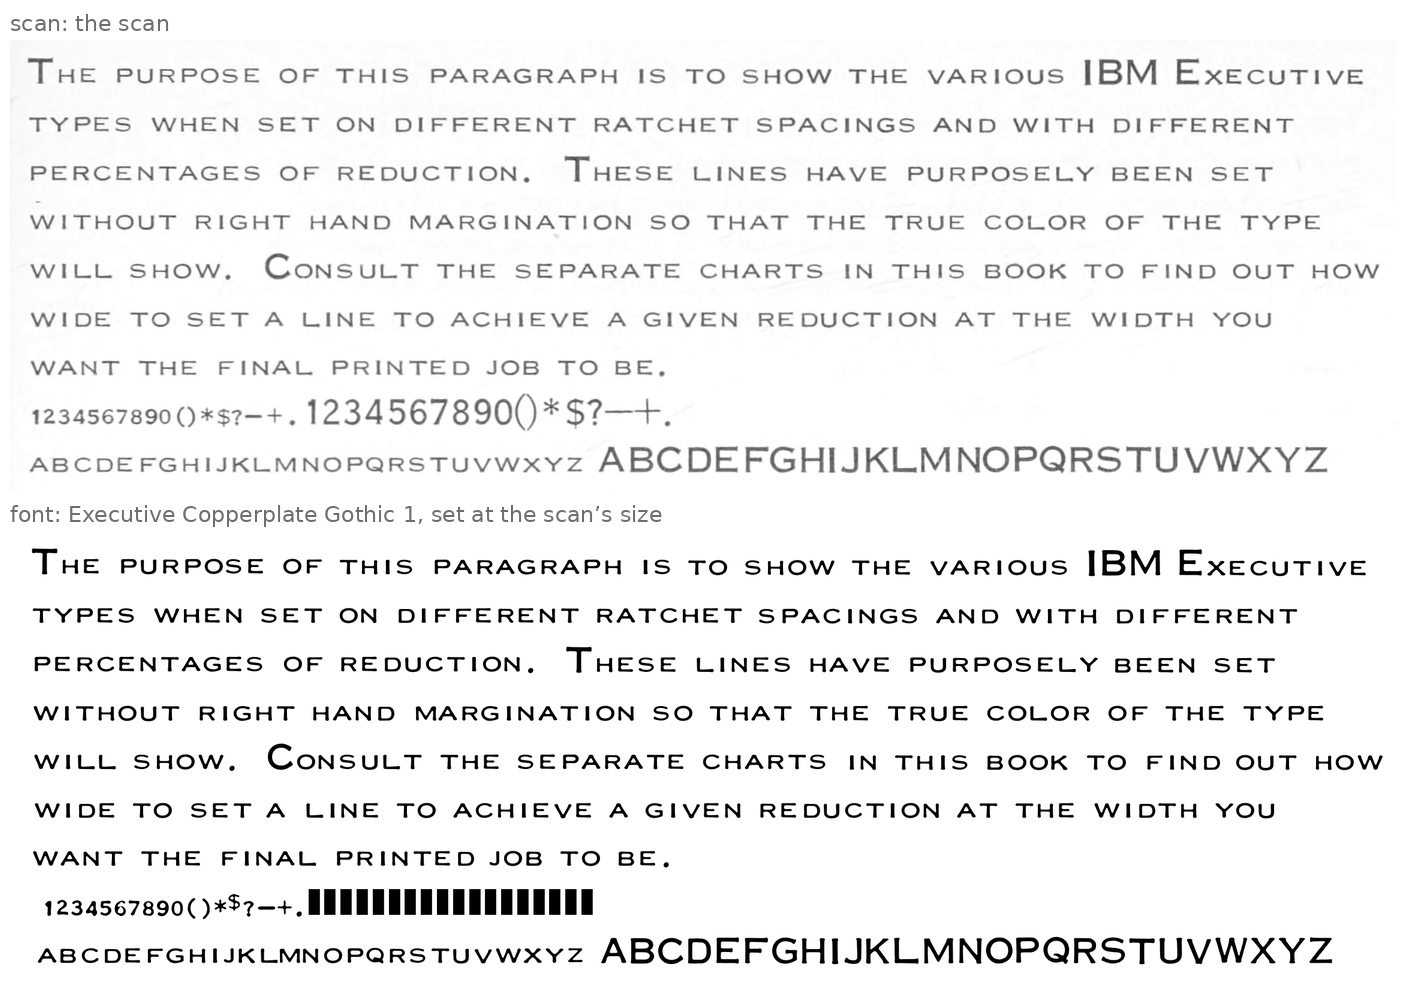 scan: the scan
THE PURPOSE OF THIS PARAGRAPH IS TO SHOW THE VARIOUS IBM EXECUTIVE
TYPES WHEN SET ON DIFFERENT RATCHET SPACINGS AND WITH DIFFERENT
PERCENTAGES OF REDUCTION. THESE LINES HAVE PURPOSELY BEEN SET
WITHOUT RIGHT HAND MARGINATION SO THAT THE TRUE COLOR OF THE TYPE
WILL SHOW. CONSULT THE SEPARATE CHARTS IN THIS BOOK TO FIND OUT HOW
WIDE TO SET A LINE TO ACHIEVE A GIVEN REDUCTION AT THE WIDTH YOU
WANT THE FINAL PRINTED JOB TO BE.
1234567890()*$?—+. 1234567890()*$?—+.
ABCDEFGHIJKLMNOPQRSTUVWXYZ ABCDEFGHIJKLMNOPQRSTUVWXYZ
font: Executive Copperplate Gothic 1, set at the scan’s size
THE PURPOSE OF THIS PARAGRAPH IS TO SHOW THE VARIOUS IBM EXECUTIVE
TYPES WHEN SET ON DIFFERENT RATCHET SPACINGS AND WITH DIFFERENT
PERCENTAGES OF REDUCTION. THESE LINES HAVE PURPOSELY BEEN SET
WITHOUT RIGHT HAND MARGINATION SO THAT THE TRUE COLOR OF THE TYPE
WILL SHOW. CONSULT THE SEPARATE CHARTS IN THIS BOOK TO FIND OUT HOW
WIDE TO SET A LINE TO ACHIEVE A GIVEN REDUCTION AT THE WIDTH YOU
WANT THE FINAL PRINTED JOB TO BE.
1234567890()*$?—+.
ABCDEFGHIJKLMNOPQRSTUVWXYZ ABCDEFGHIJKLMNOPQRSTUVWXYZ